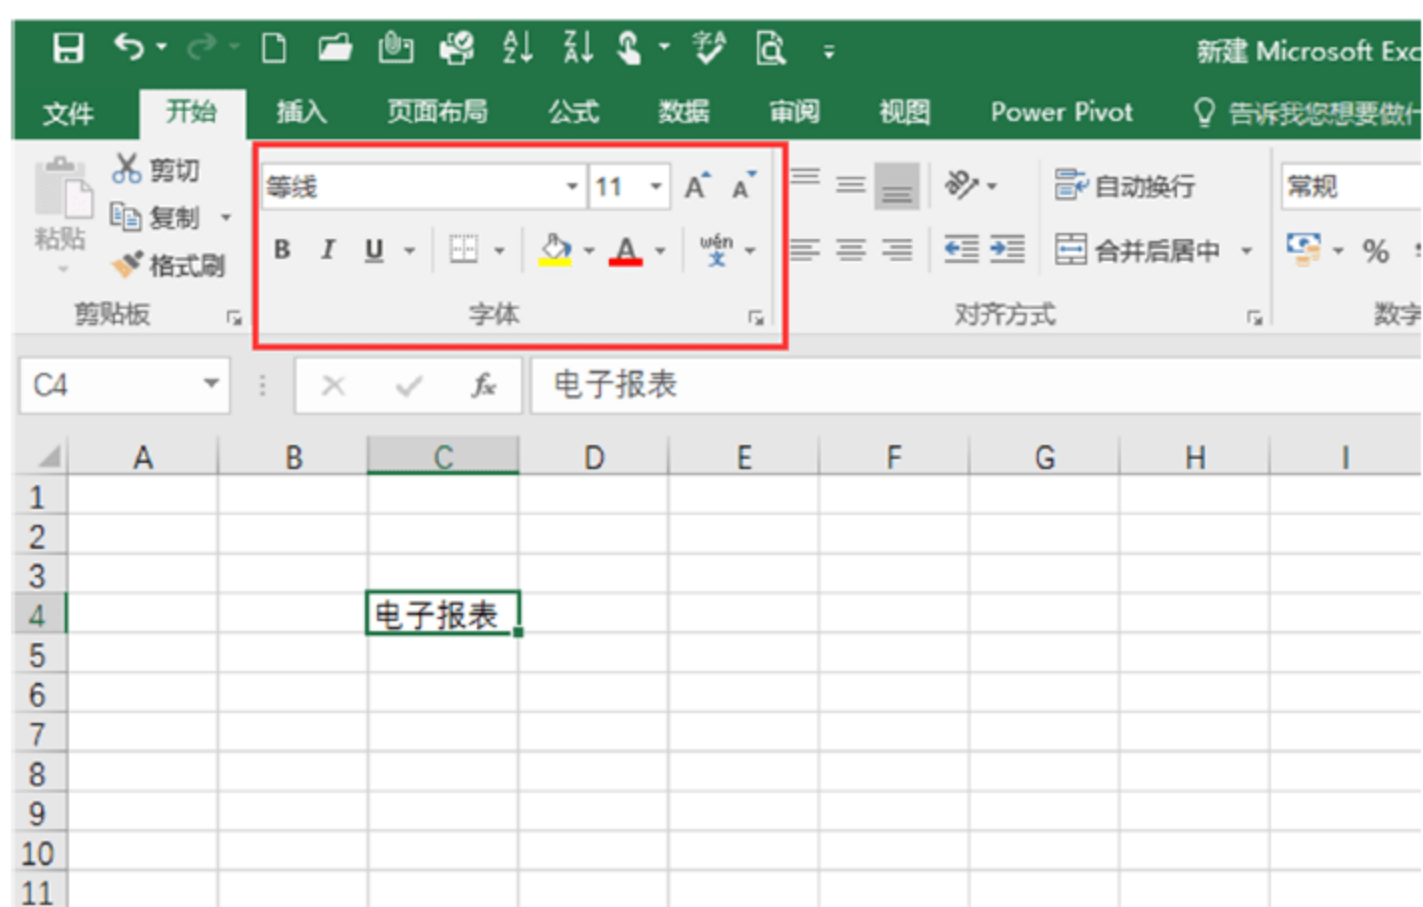 新建 Microsoft Exc
文件 开始 插入 页面布局 公式 数据 审阅 视图 Power Pivot 告诉我您想要做什
剪切 等线 11 自动换行 常规
复制
粘贴
B I U A wén 文 合并后居中 %
格式刷
剪贴板 字体 对齐方式 数字
C4 fx 电子报表
A B C D E F G H I
1
2
3
4 电子报表
5
6
7
8
9
10
11